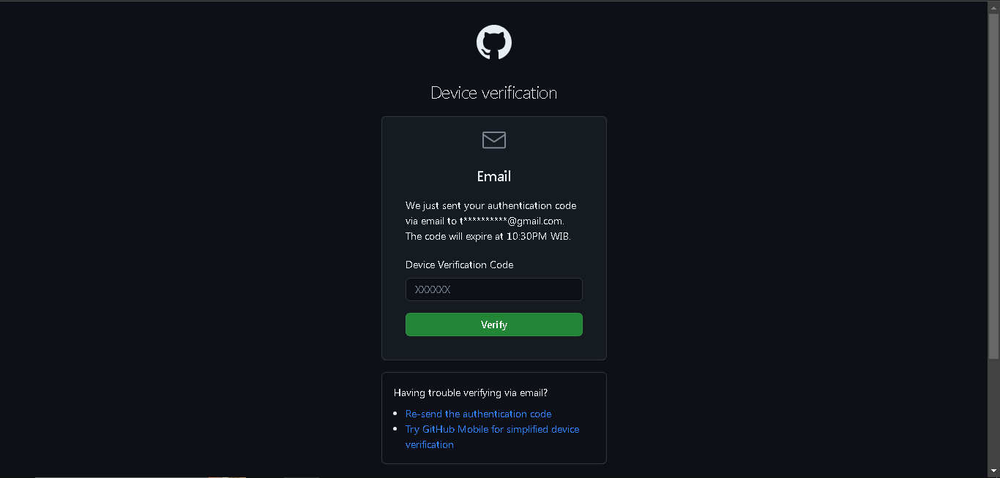 Device verification
Email
We just sent your authentication code
via email to t**********@gmail.com.
The code will expire at 10:30PM WIB.
Device Verification Code
XXXXXX
Verify
Having trouble verifying via email?
Re-send the authentication code
Try GitHub Mobile for simplified device
verification